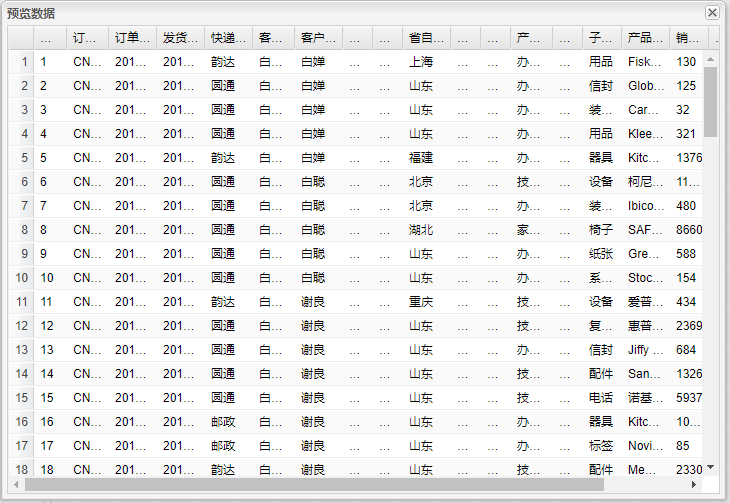 预览数据
... 订... 订单... 发货... 快递... 客... 客户... ... ... 省自... ... ... 产... ... 子... 产品... 销...
1 1 CN... 201... 201... 韵达 白... 白婵 ... ... 上海 ... ... 办... ... 用品 Fisk... 130
2 2 CN... 201... 201... 圆通 白... 白婵 ... ... 山东 ... ... 办... ... 信封 Glob... 125
3 3 CN... 201... 201... 圆通 白... 白婵 ... ... 山东 ... ... 办... ... 装... Car... 32
4 4 CN... 201... 201... 圆通 白... 白婵 ... ... 山东 ... ... 办... ... 用品 Klee... 321
5 5 CN... 201... 201... 韵达 白... 白婵 ... ... 福建 ... ... 办... ... 器具 Kitc... 1376
6 6 CN... 201... 201... 圆通 白... 白聪 ... ... 北京 ... ... 技... ... 设备 柯尼... 11...
7 7 CN... 201... 201... 圆通 白... 白聪 ... ... 北京 ... ... 办... ... 装... Ibico... 480
8 8 CN... 201... 201... 圆通 白... 白聪 ... ... 湖北 ... ... 家... ... 椅子 SAF... 8660
9 9 CN... 201... 201... 圆通 白... 白聪 ... ... 山东 ... ... 办... ... 纸张 Gre... 588
10 10 CN... 201... 201... 圆通 白... 白聪 ... ... 山东 ... ... 办... ... 系... Stoc... 154
11 11 CN... 201... 201... 韵达 白... 谢良 ... ... 重庆 ... ... 技... ... 设备 爱普... 434
12 12 CN... 201... 201... 圆通 白... 谢良 ... ... 山东 ... ... 技... ... 复... 惠普... 2369
13 13 CN... 201... 201... 圆通 白... 谢良 ... ... 山东 ... ... 办... ... 信封 Jiffy ... 684
14 14 CN... 201... 201... 圆通 白... 谢良 ... ... 山东 ... ... 技... ... 配件 San... 1326
15 15 CN... 201... 201... 圆通 白... 谢良 ... ... 山东 ... ... 技... ... 电话 诺基... 5937
16 16 CN... 201... 201... 邮政 白... 谢良 ... ... 山东 ... ... 办... ... 器具 Kitc... 10...
17 17 CN... 201... 201... 邮政 白... 谢良 ... ... 山东 ... ... 办... ... 标签 Novi... 85
18 18 CN... 201... 201... 韵达 白... 谢良 ... ... 山东 ... ... 技... ... 配件 Me... 2330